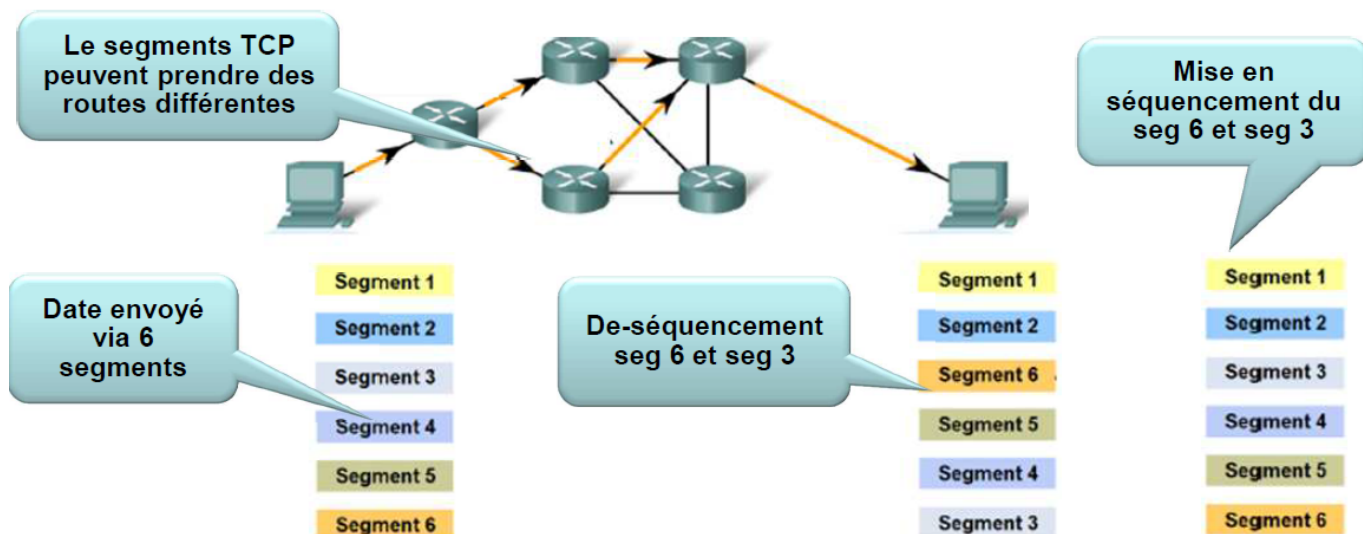 Le segments TCP
peuvent prendre des
routes différentes
Mise en
séquencement du
seg 6 et seg 3
Date envoyé
via 6
segments
Segment 1
Segment 2
Segment 3
Segment 4
Segment 5
Segment 6
De-séquencement
seg 6 et seg 3
Segment 1
Segment 2
Segment 6
Segment 5
Segment 4
Segment 3
Segment 1
Segment 2
Segment 3
Segment 4
Segment 5
Segment 6